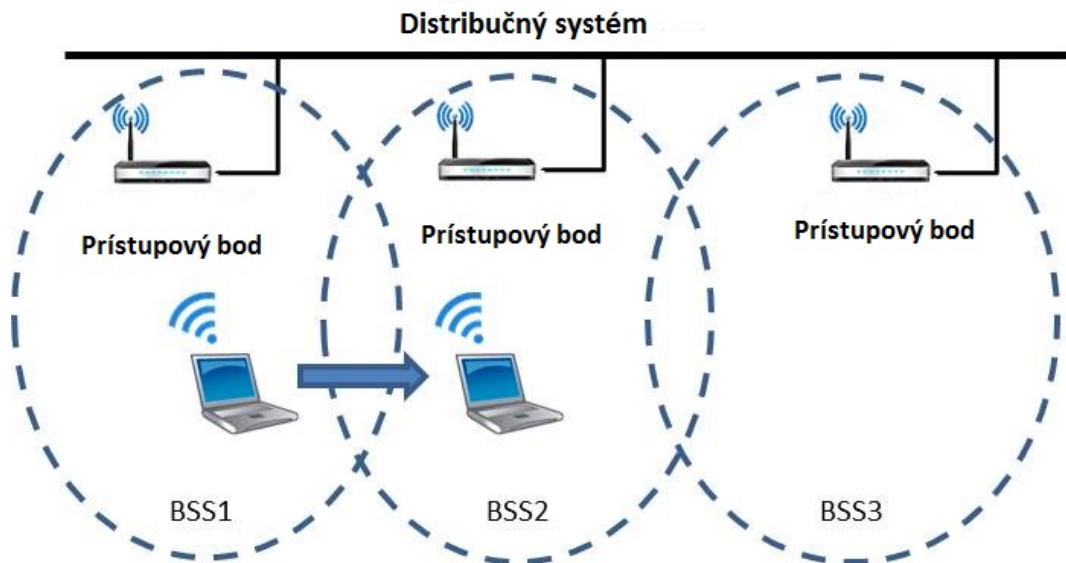 Distribučný systém
Prístupový bod
Prístupový bod
Prístupový bod
BSS1
BSS2
BSS3